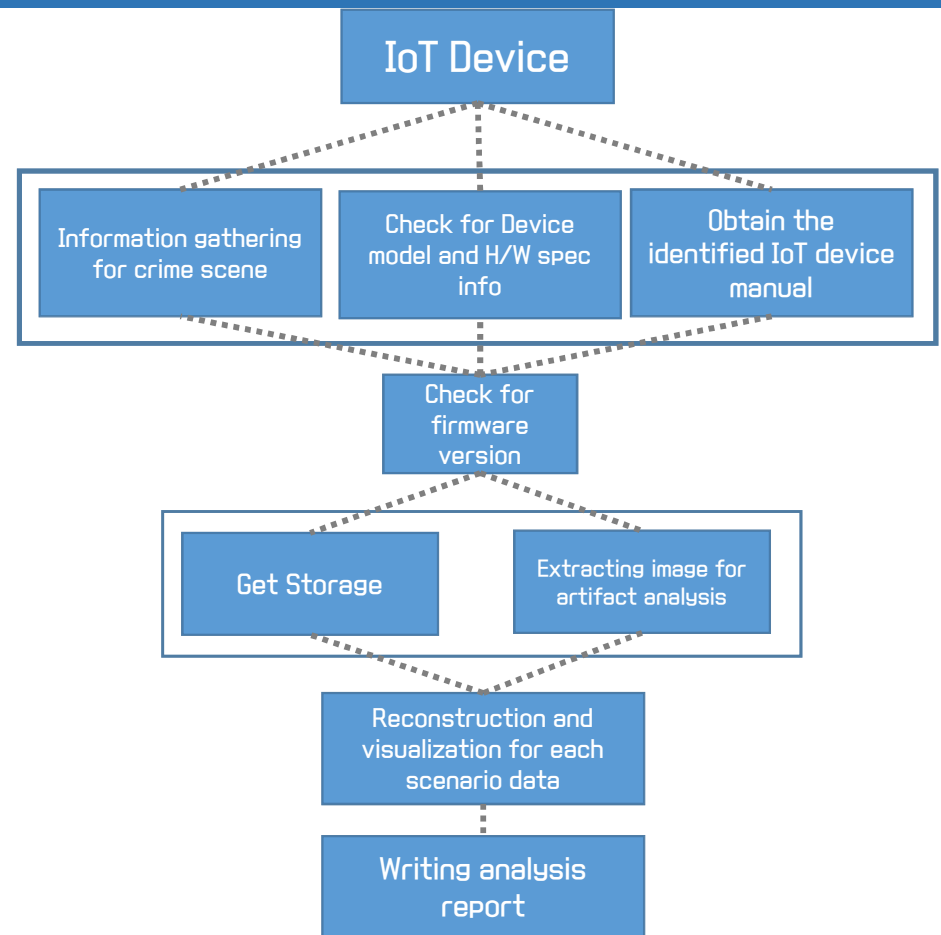 IoT Device
Information gathering
for crime scene
Check for Device
model and H/W spec
info
Obtain the
identified IoT device
manual
Check for
firmware
version
Get Storage
Extracting image for
artifact analysis
Reconstruction and
visualization for each
scenario data
Writing analysis
report